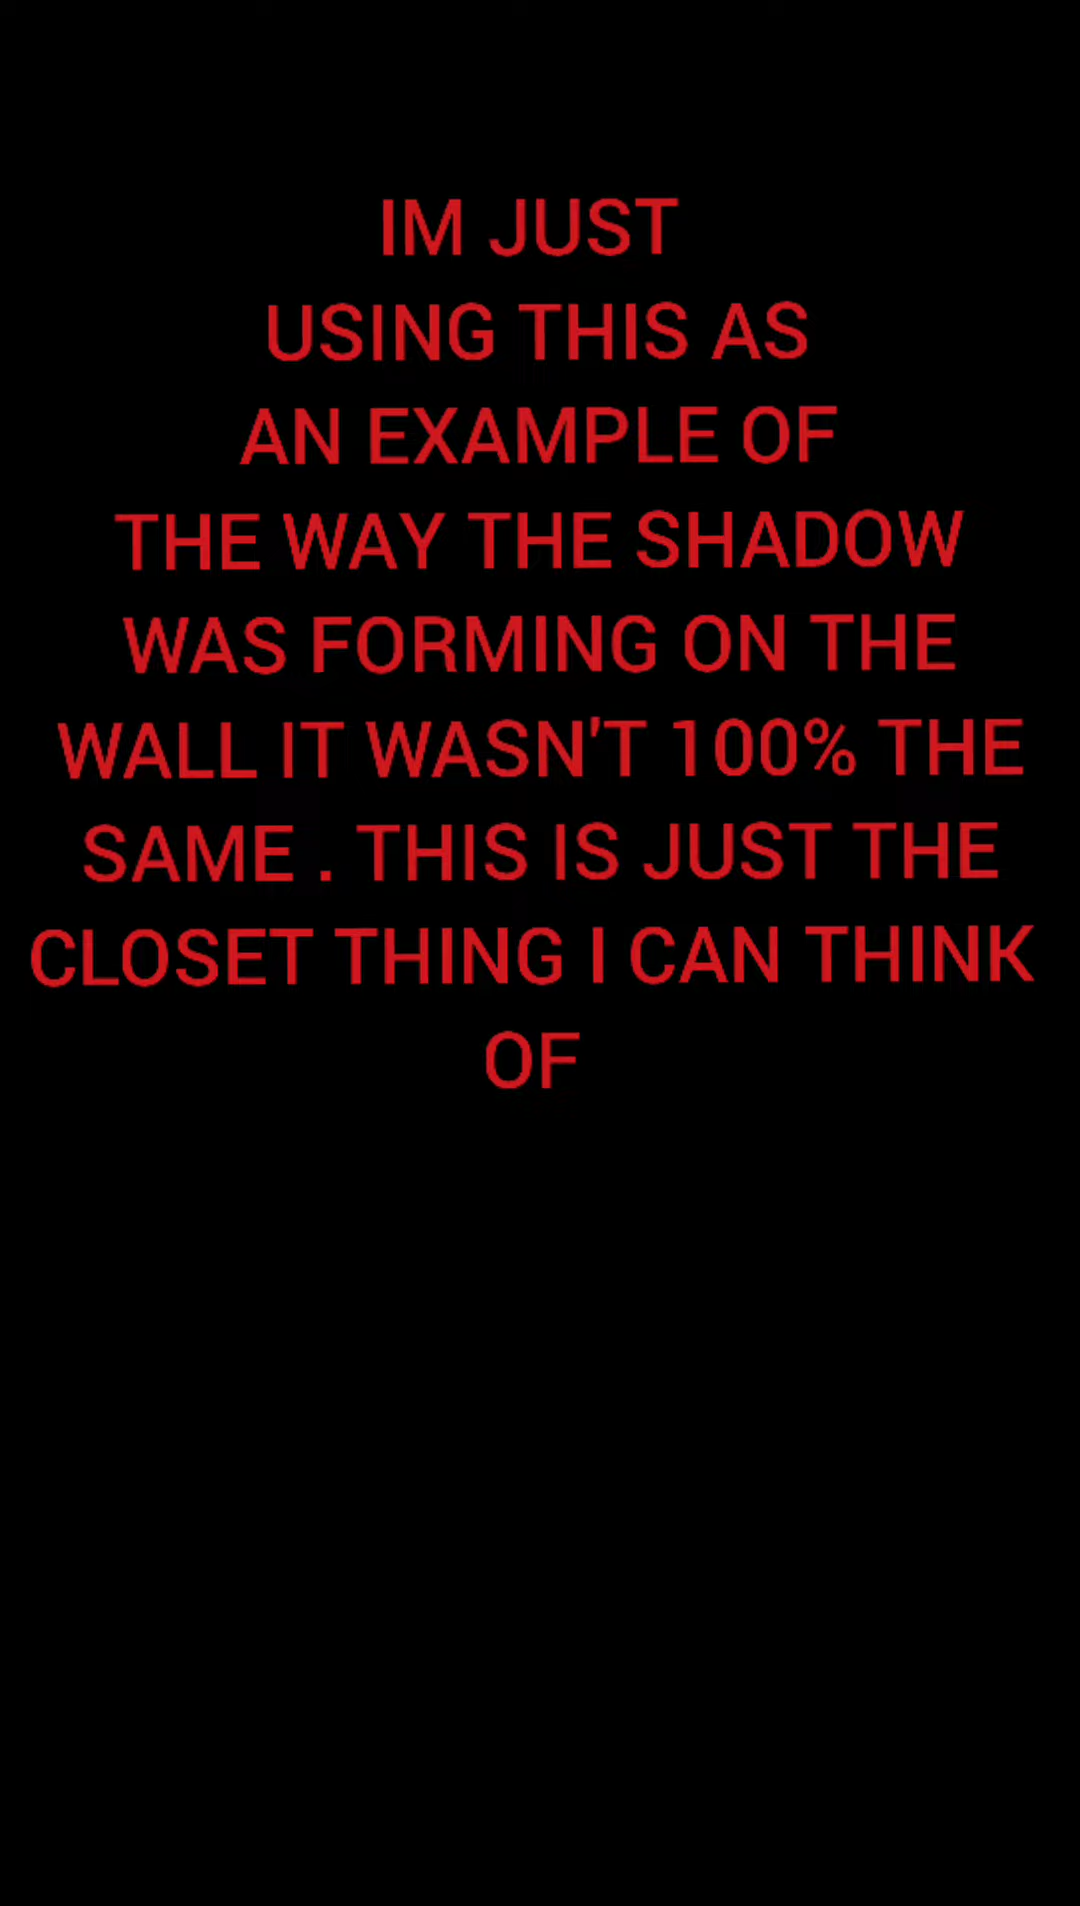 IM JUST
USING THIS AS
AN EXAMPLE OF
THE WAY THE SHADOW
WAS FORMING ON THE
WALL IT WASN'T 100% THE
SAME . THIS IS JUST THE
CLOSET THING I CAN THINK
OF